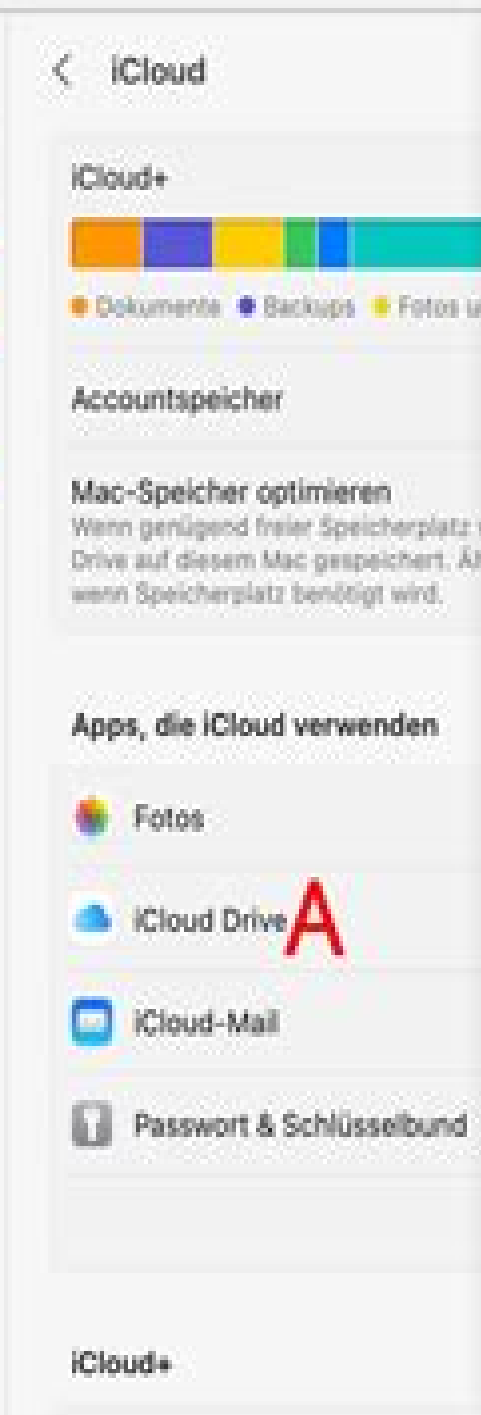 iCloud
iCloud+
Dokumente Backups Fotos u
Accountspeicher
Mac-Speicher optimieren
Wenn genügend freier Speicherplatz v
Drive auf diesem Mac gespeichert. Äh
wenn Speicherplatz benötigt wird.
Apps, die iCloud verwenden
Fotos
iCloud Drive A
iCloud-Mail
Passwort & Schlüsselbund
iCloud+